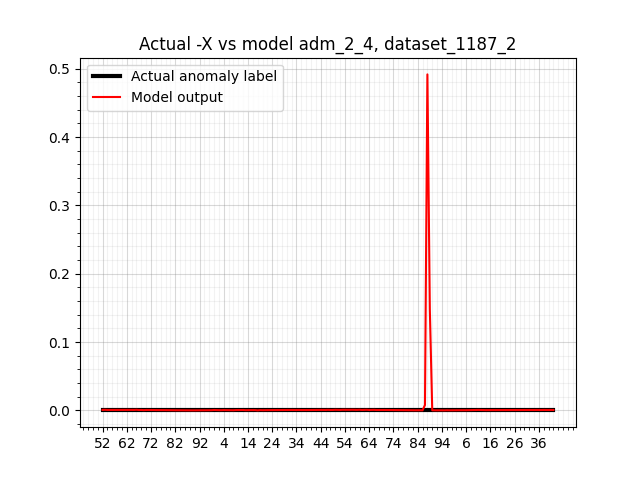 Actual -X vs model adm_2_4, dataset_1187_2
Actual anomaly label
Model output
0.5
0.4
0.3
0.2
0.1
0.0
52 62 72 82 92 4 14 24 34 44 54 64 74 84 94 6 16 26 36